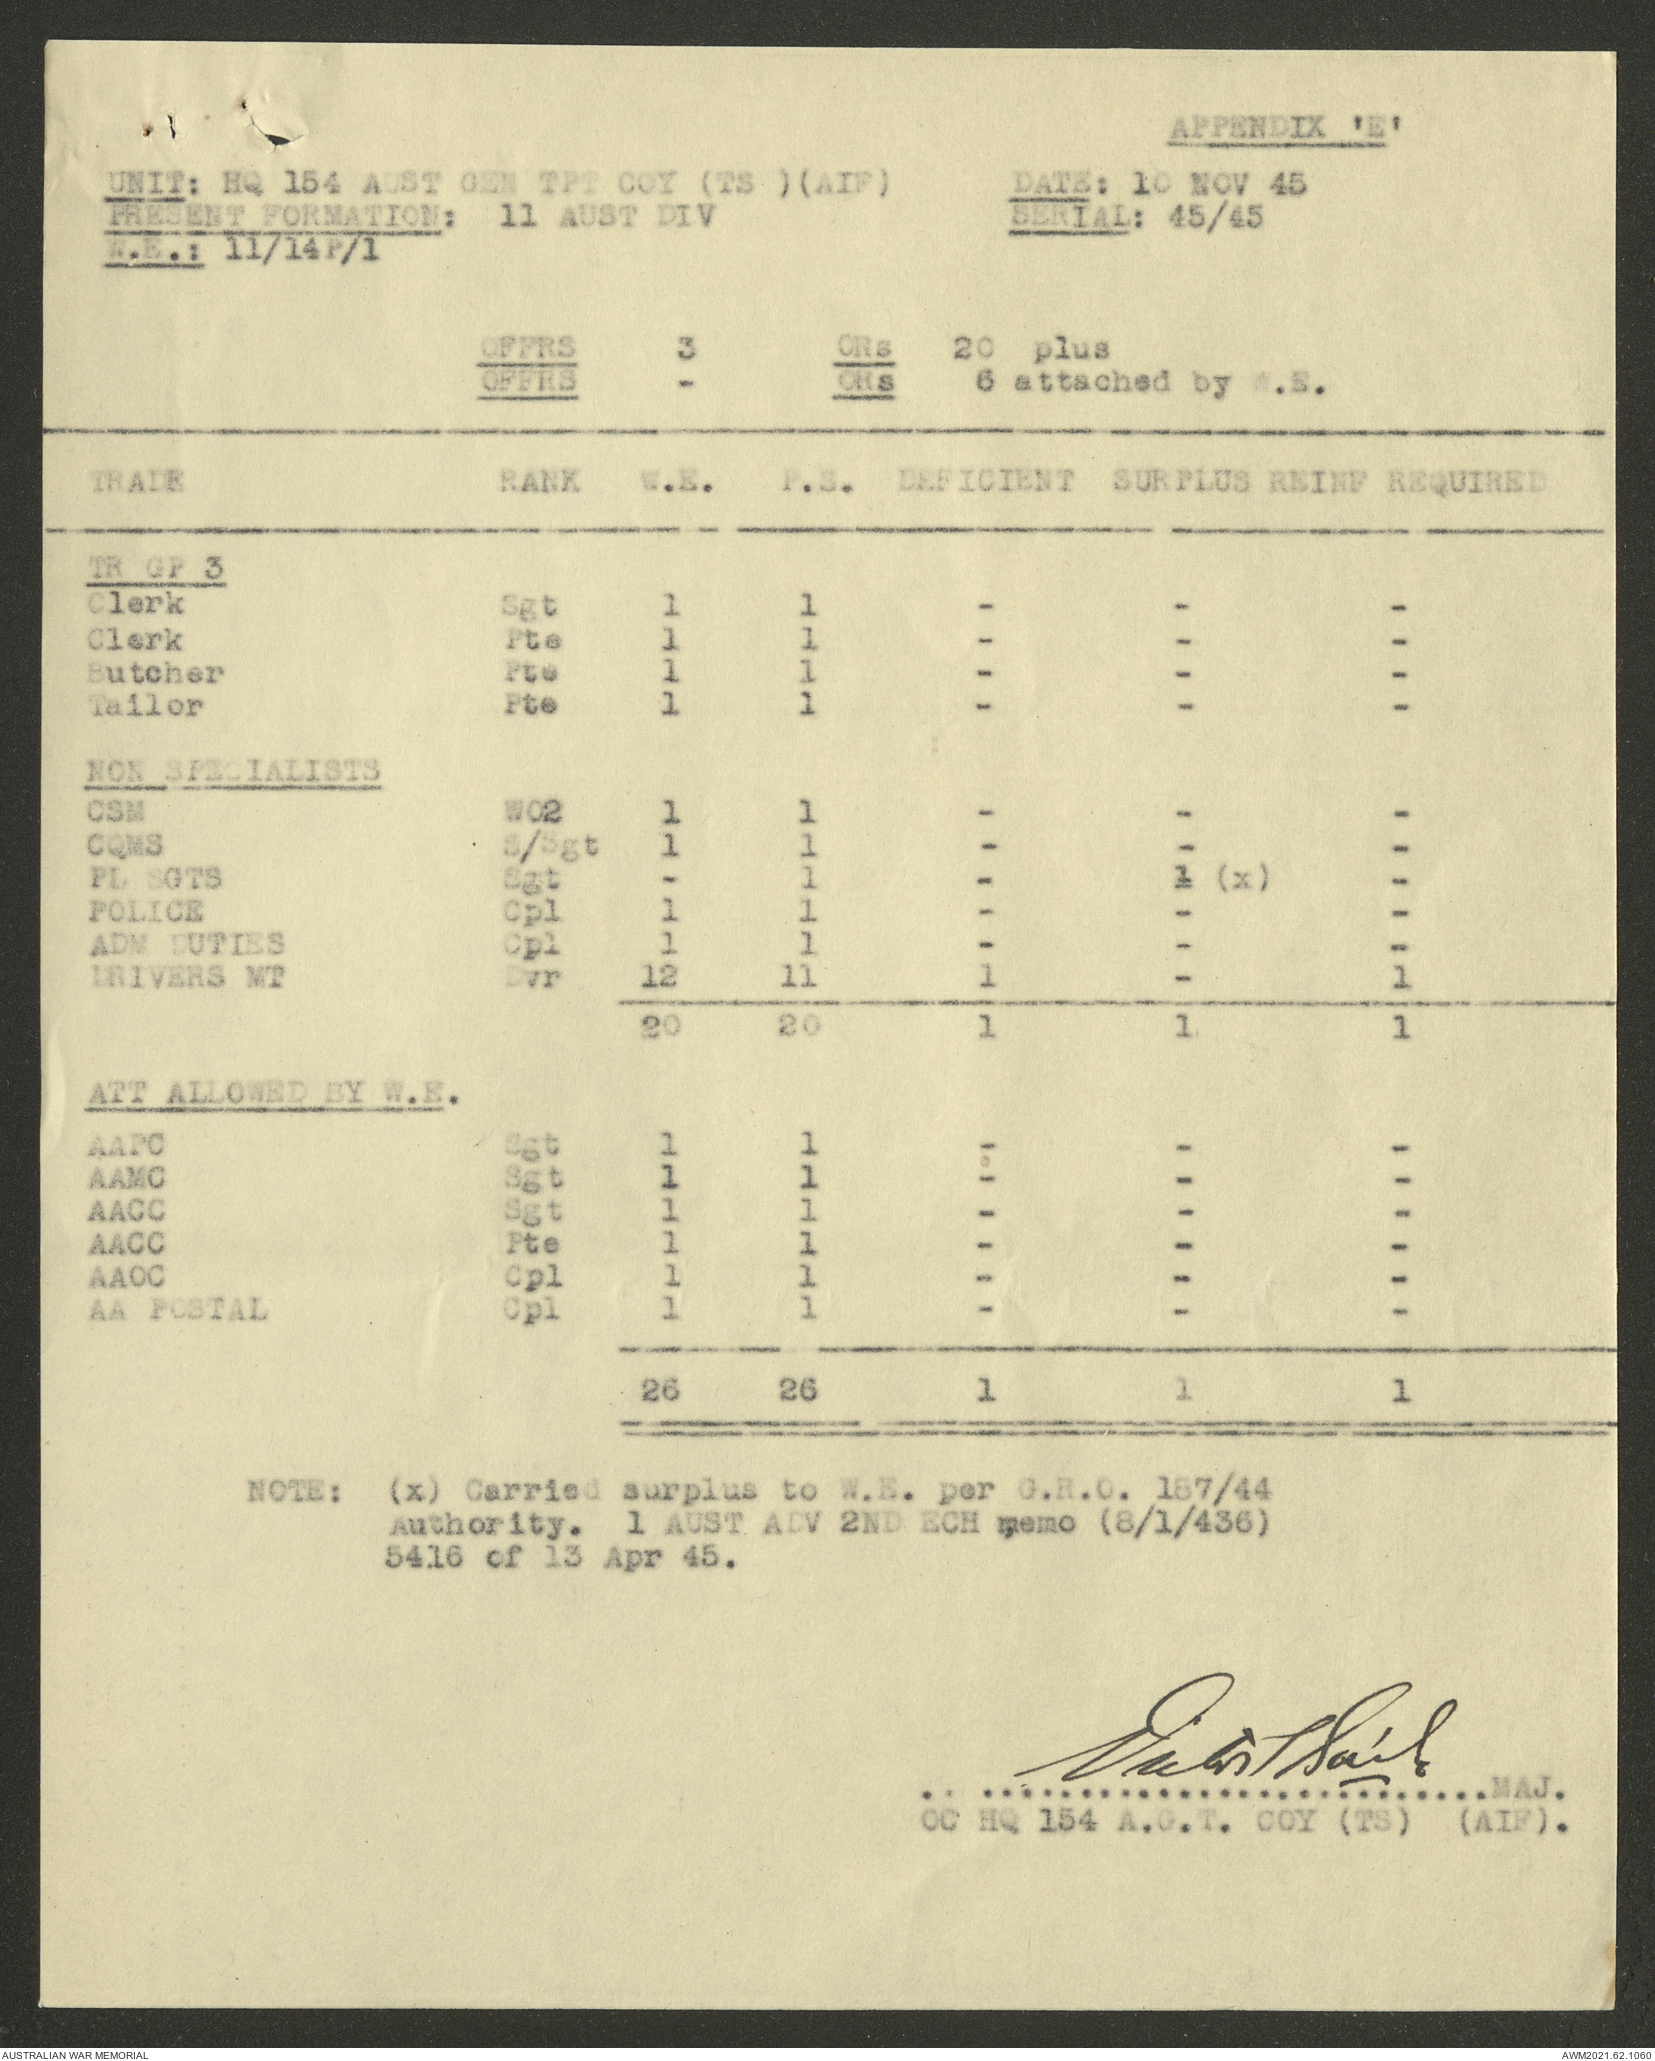 APPENDIX 'E'
UNIT: HQ 154 AUST GEN TPT COY (TS )(AIF) DATE: 10 NOV 45
PRESENT FORMATION: 11 AUST DIV SERIAL: 45/45
W.E.: 11/14P/1
OFFRS 3 ORs 20 plus
OFFRS - ORs 6 attached by W.E.
TRADE RANK W.E. P.S. DEFICIENT SURPLUS REINF REQUIRED
TR GP 3
Clerk Sgt 1 1 - - -
Clerk Pte 1 1 - - -
Butcher Pte 1 1 - - -
Tailor Pte 1 1 - - -
NON SPECIALISTS
CSM WO2 1 1 - - -
CQMS S/Sgt 1 1 - - -
PL SGTS Sgt - 1 - 1 (x) -
POLICE Cpl 1 1 - - -
ADM DUTIES Cpl 1 1 - - -
DRIVERS MT Dvr 12 11 1 - 1
20 20 1 1 1
ATT ALLOWED BY W.E.
AAPC Sgt 1 1 - - -
AAMC Sgt 1 1 - - -
AACC Sgt 1 1 - - -
AACC Pte 1 1 - - -
AAOC Cpl 1 1 - - -
AA POSTAL Cpl 1 1 - - -
26 26 1 1 1
NOTE: (x) Carried surplus to W.E. per G.R.O. 187/44
Authority. 1 AUST ADV 2ND ECH memo (8/1/436)
5416 of 13 Apr 45.
MAJ.
OC HQ 154 A.G.T. COY (TS) (AIF).
AUSTRALIAN WAR MEMORIAL AWM2021.62.1060